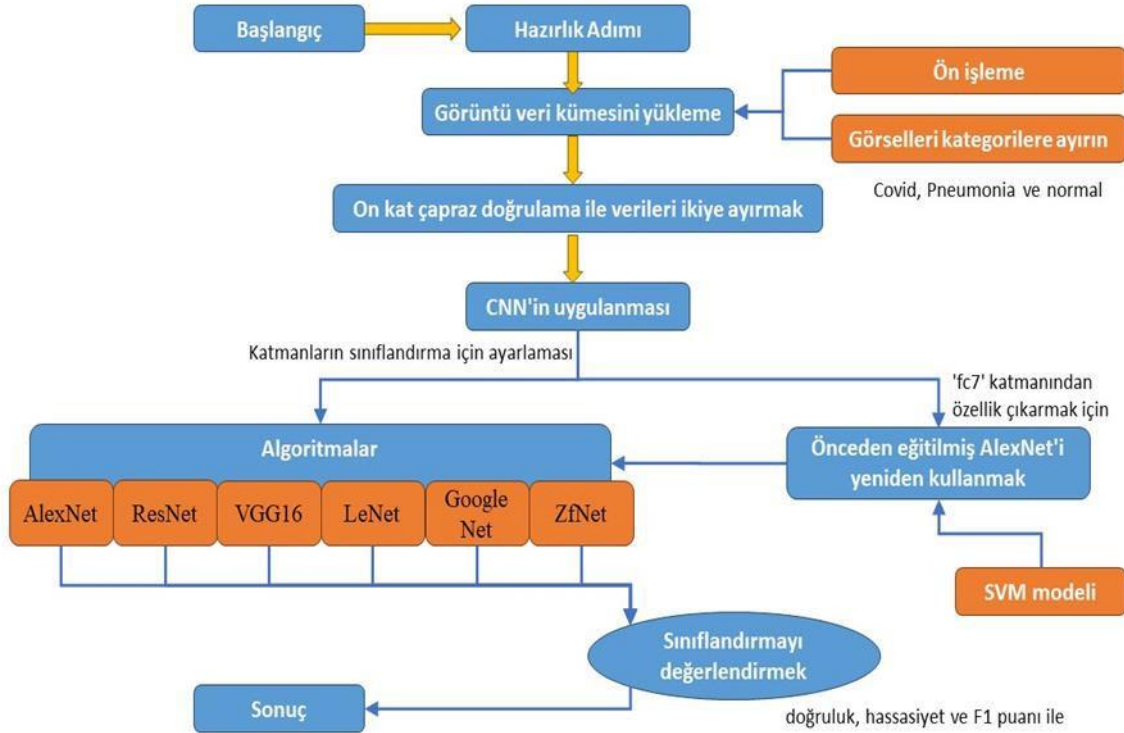 Başlangıç
Hazırlık Adımı
Ön işleme
Görüntü veri kümesini yükleme
Görselleri kategorilere ayırın
Covid, Pneumonia ve normal
On kat çapraz doğrulama ile verileri ikiye ayırmak
CNN'in uygulanması
Katmanların sınıflandırma için ayarlaması
'fc7' katmanından
özellik çıkarmak için
Algoritmalar
Önceden eğitilmiş AlexNet'i
yeniden kullanmak
AlexNet
ResNet
VGG16
LeNet
Google
Net
ZfNet
SVM modeli
Sınıflandırmayı
değerlendirmek
Sonuç
doğruluk, hassasiyet ve F1 puanı ile